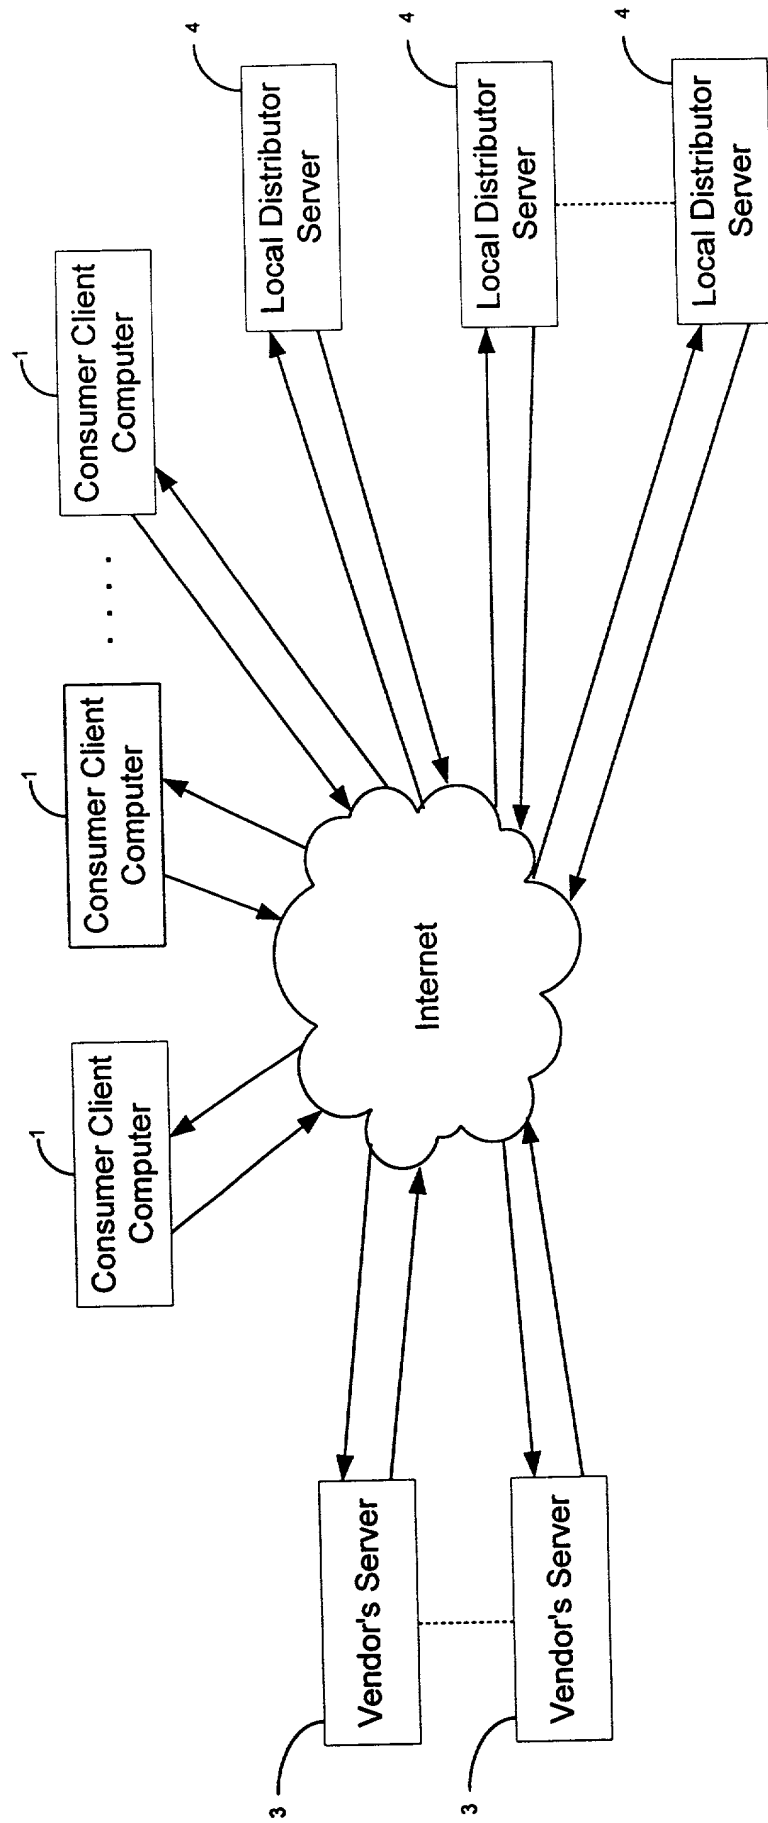 1
Consumer Client
Computer
1
Consumer Client
Computer
. . . .
1
Consumer Client
Computer
3
Vendor's Server
3
Vendor's Server
Internet
4
Local Distributor
Server
4
Local Distributor
Server
4
Local Distributor
Server